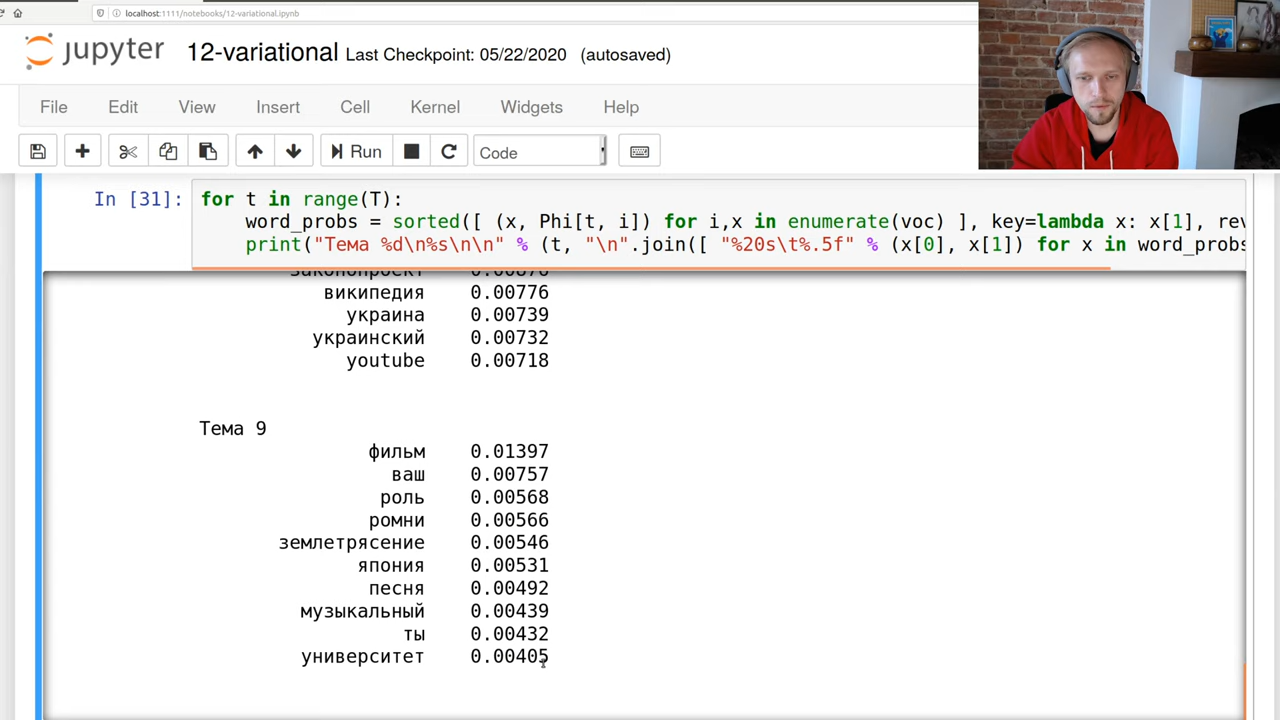 localhost:1111/notebooks/12-variational.ipynb
jupyter 12-variational Last Checkpoint: 05/22/2020 (autosaved)
File Edit View Insert Cell Kernel Widgets Help
Run Code
In [31]: for t in range(T):
word_probs = sorted([ (x, Phi[t, i]) for i,x in enumerate(voc) ], key=lambda x: x[1], rev
print("Тема %d\n%s\n\n" % (t, "\n".join([ "%20s\t%.5f" % (x[0], x[1]) for x in word_probs
законопроект 0.00876
википедия 0.00776
украина 0.00739
украинский 0.00732
youtube 0.00718
Тема 9
фильм 0.01397
ваш 0.00757
роль 0.00568
ромни 0.00566
землетрясение 0.00546
япония 0.00531
песня 0.00492
музыкальный 0.00439
ты 0.00432
университет 0.00405